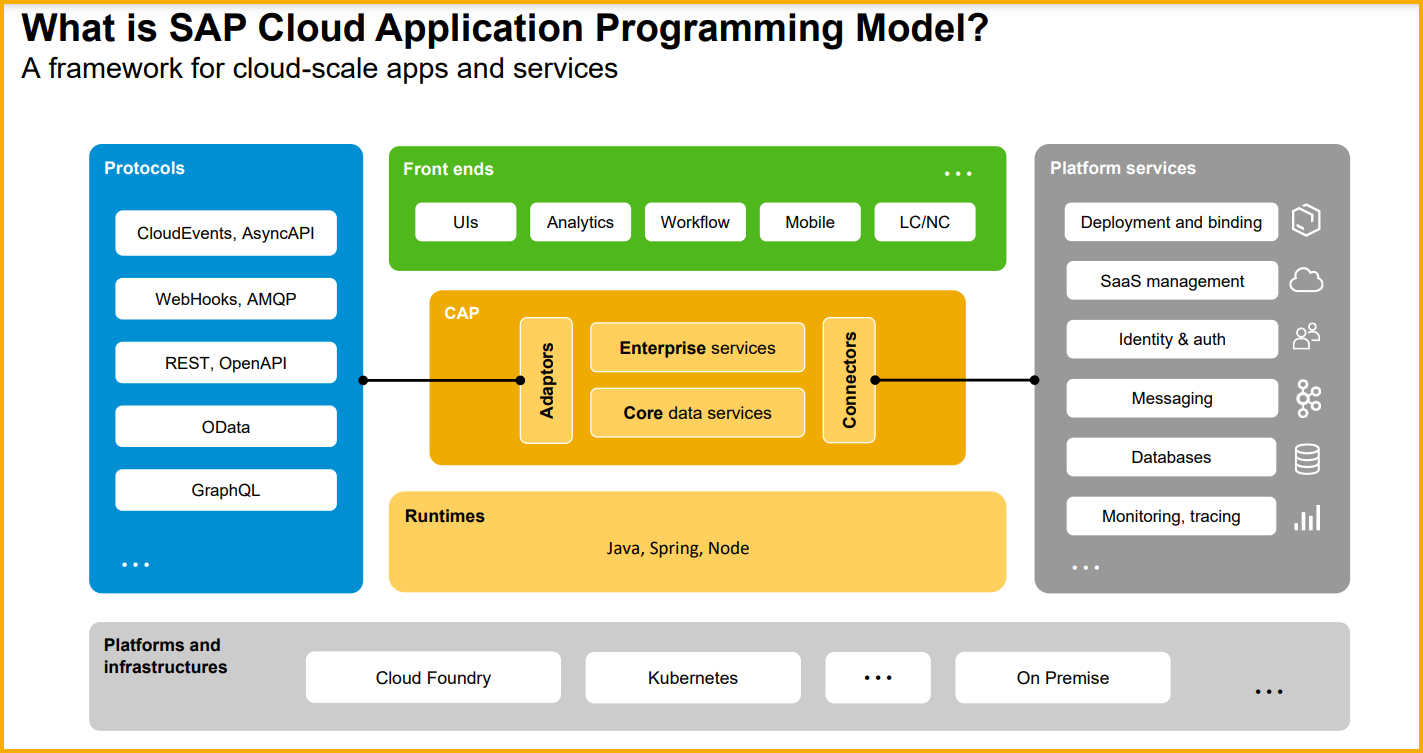 What is SAP Cloud Application Programming Model?
A framework for cloud-scale apps and services
Protocols
CloudEvents, AsyncAPI
WebHooks, AMQP
REST, OpenAPI
OData
GraphQL
...
Front ends
...
UIs
Analytics
Workflow
Mobile
LC/NC
CAP
Adaptors
Enterprise services
Core data services
Connectors
Runtimes
Java, Spring, Node
Platform services
Deployment and binding
SaaS management
Identity & auth
Messaging
Databases
Monitoring, tracing
...
Platforms and
infrastructures
Cloud Foundry
Kubernetes
...
On Premise
...